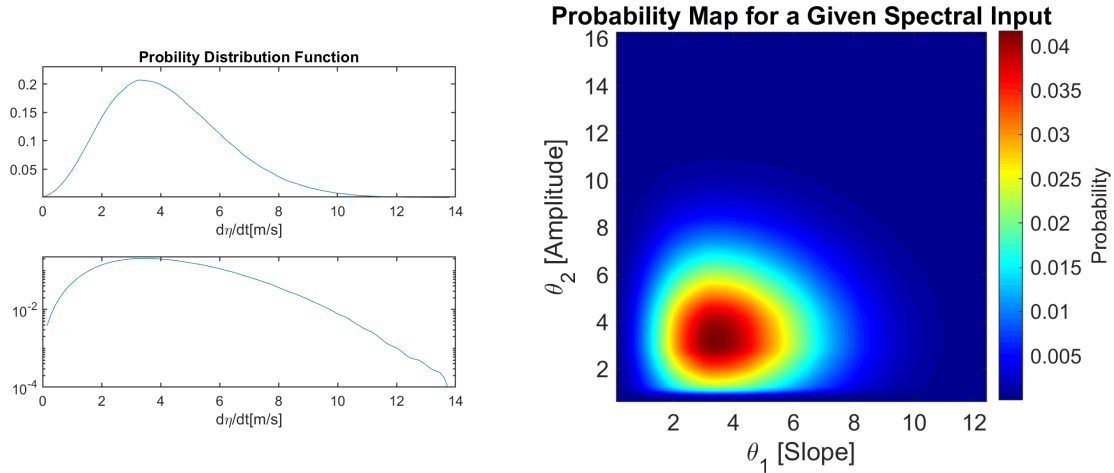 Probility Distribution Function
0.2
0.15
0.1
0.05
0 2 4 6 8 10 12 14
dη/dt[m/s]
10⁻²
10⁻⁴
0 2 4 6 8 10 12 14
dη/dt[m/s]
Probability Map for a Given Spectral Input
16
14
12
10
8
6
4
2
θ₂ [Amplitude]
2 4 6 8 10 12
θ₁ [Slope]
0.04
0.035
0.03
0.025
0.02
0.015
0.01
0.005
Probability